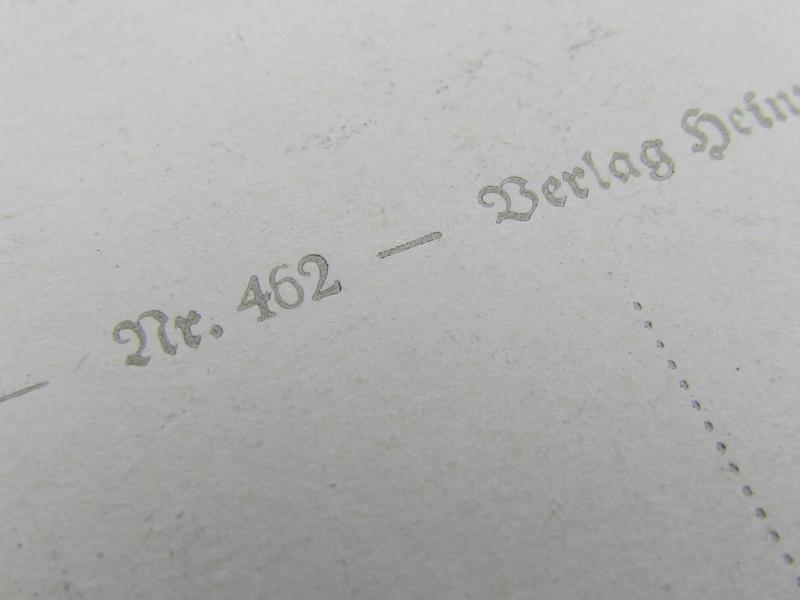 — Nr. 462 — Verlag